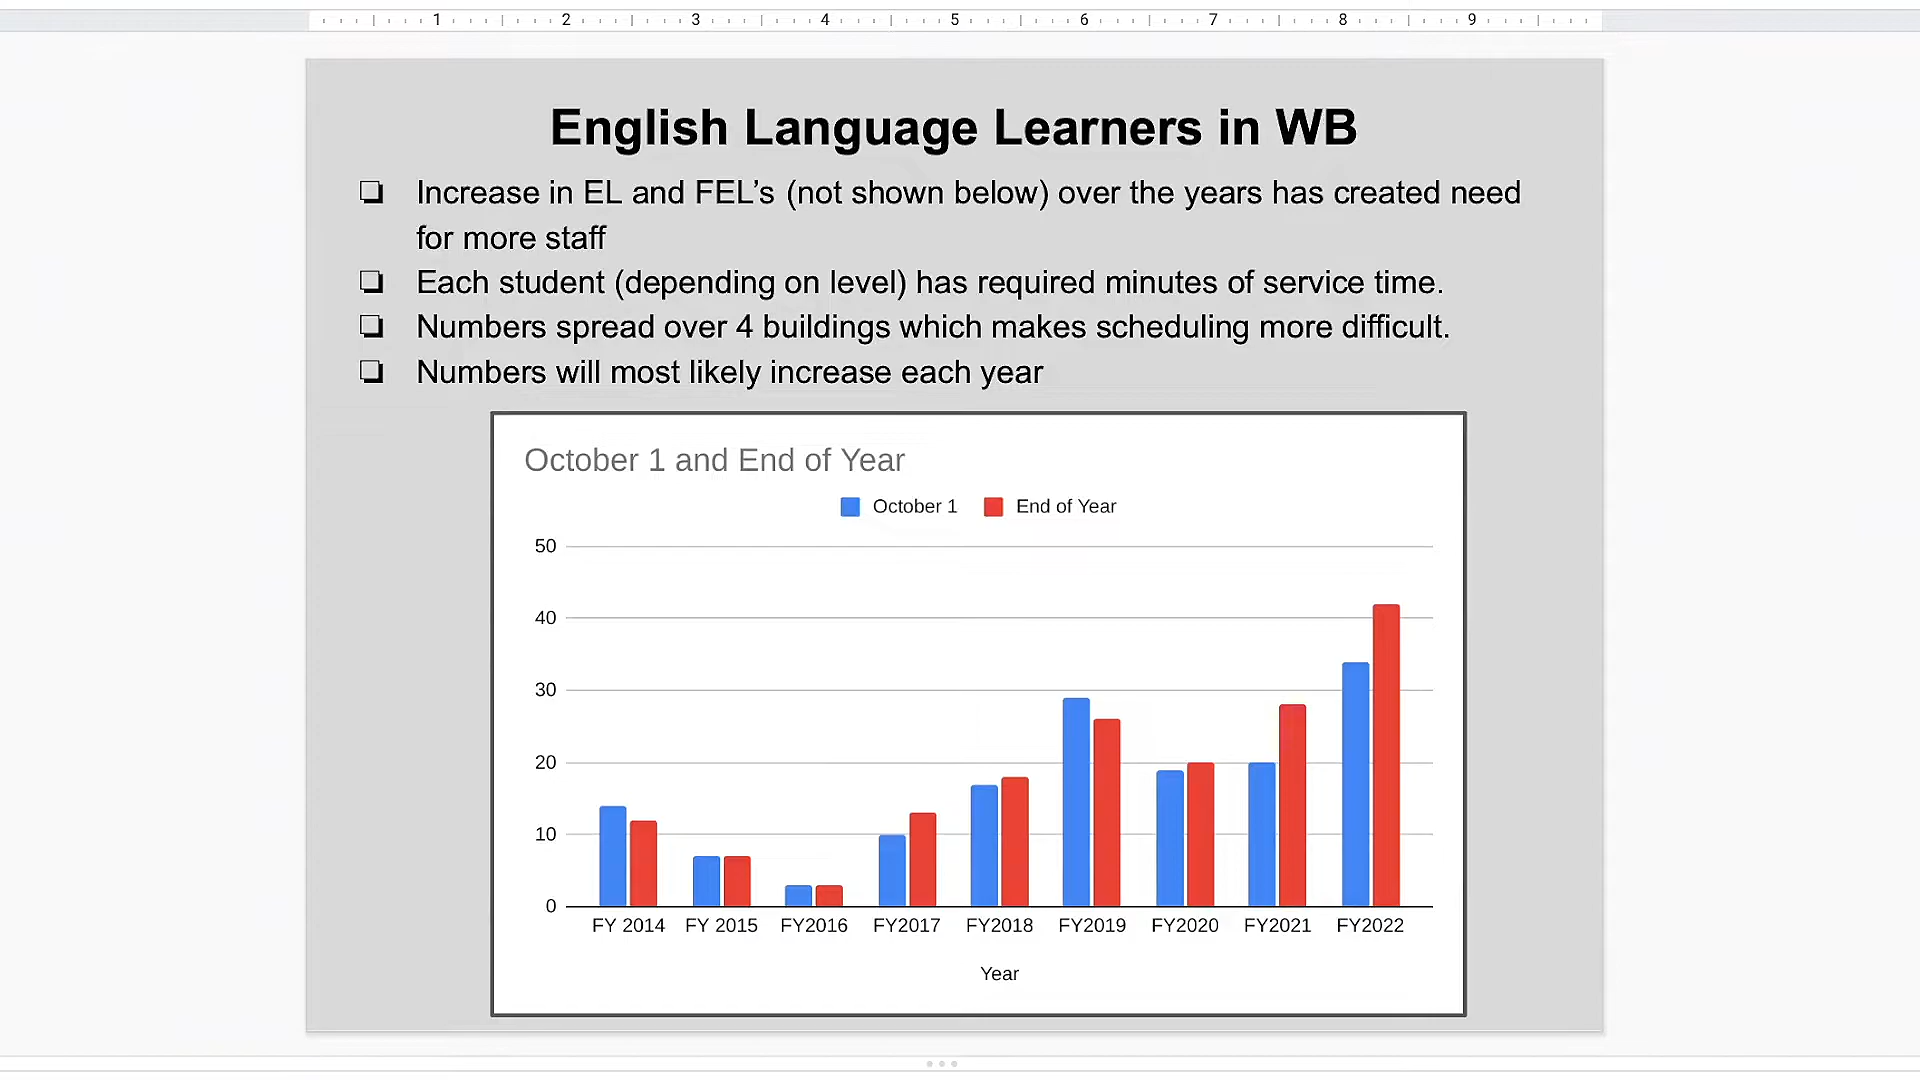 1 2 3 4 5 6 7 8 9
English Language Learners in WB
❏ Increase in EL and FEL’s (not shown below) over the years has created need
for more staff
❏ Each student (depending on level) has required minutes of service time.
❏ Numbers spread over 4 buildings which makes scheduling more difficult.
❏ Numbers will most likely increase each year
October 1 and End of Year
October 1 End of Year
50
40
30
20
10
0
FY 2014 FY 2015 FY2016 FY2017 FY2018 FY2019 FY2020 FY2021 FY2022
Year